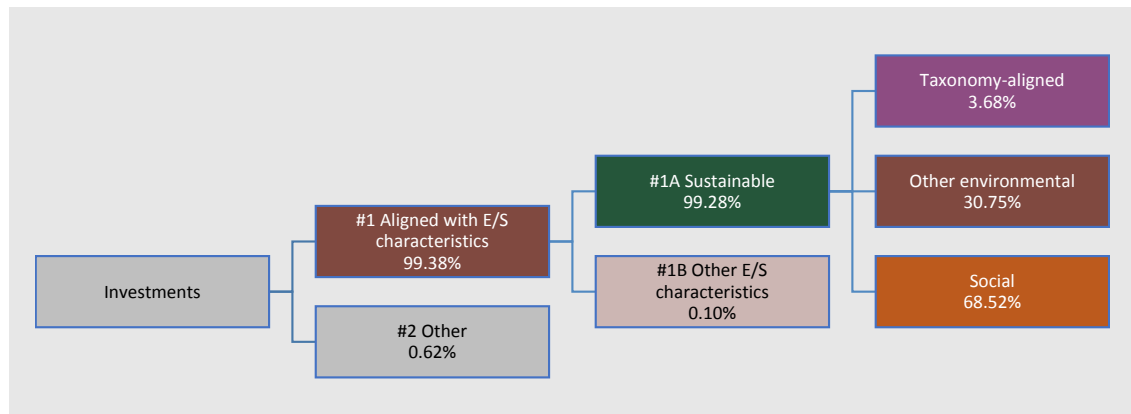 Investments
#1 Aligned with E/S
characteristics
99.38%
#2 Other
0.62%
#1A Sustainable
99.28%
#1B Other E/S
characteristics
0.10%
Taxonomy-aligned
3.68%
Other environmental
30.75%
Social
68.52%